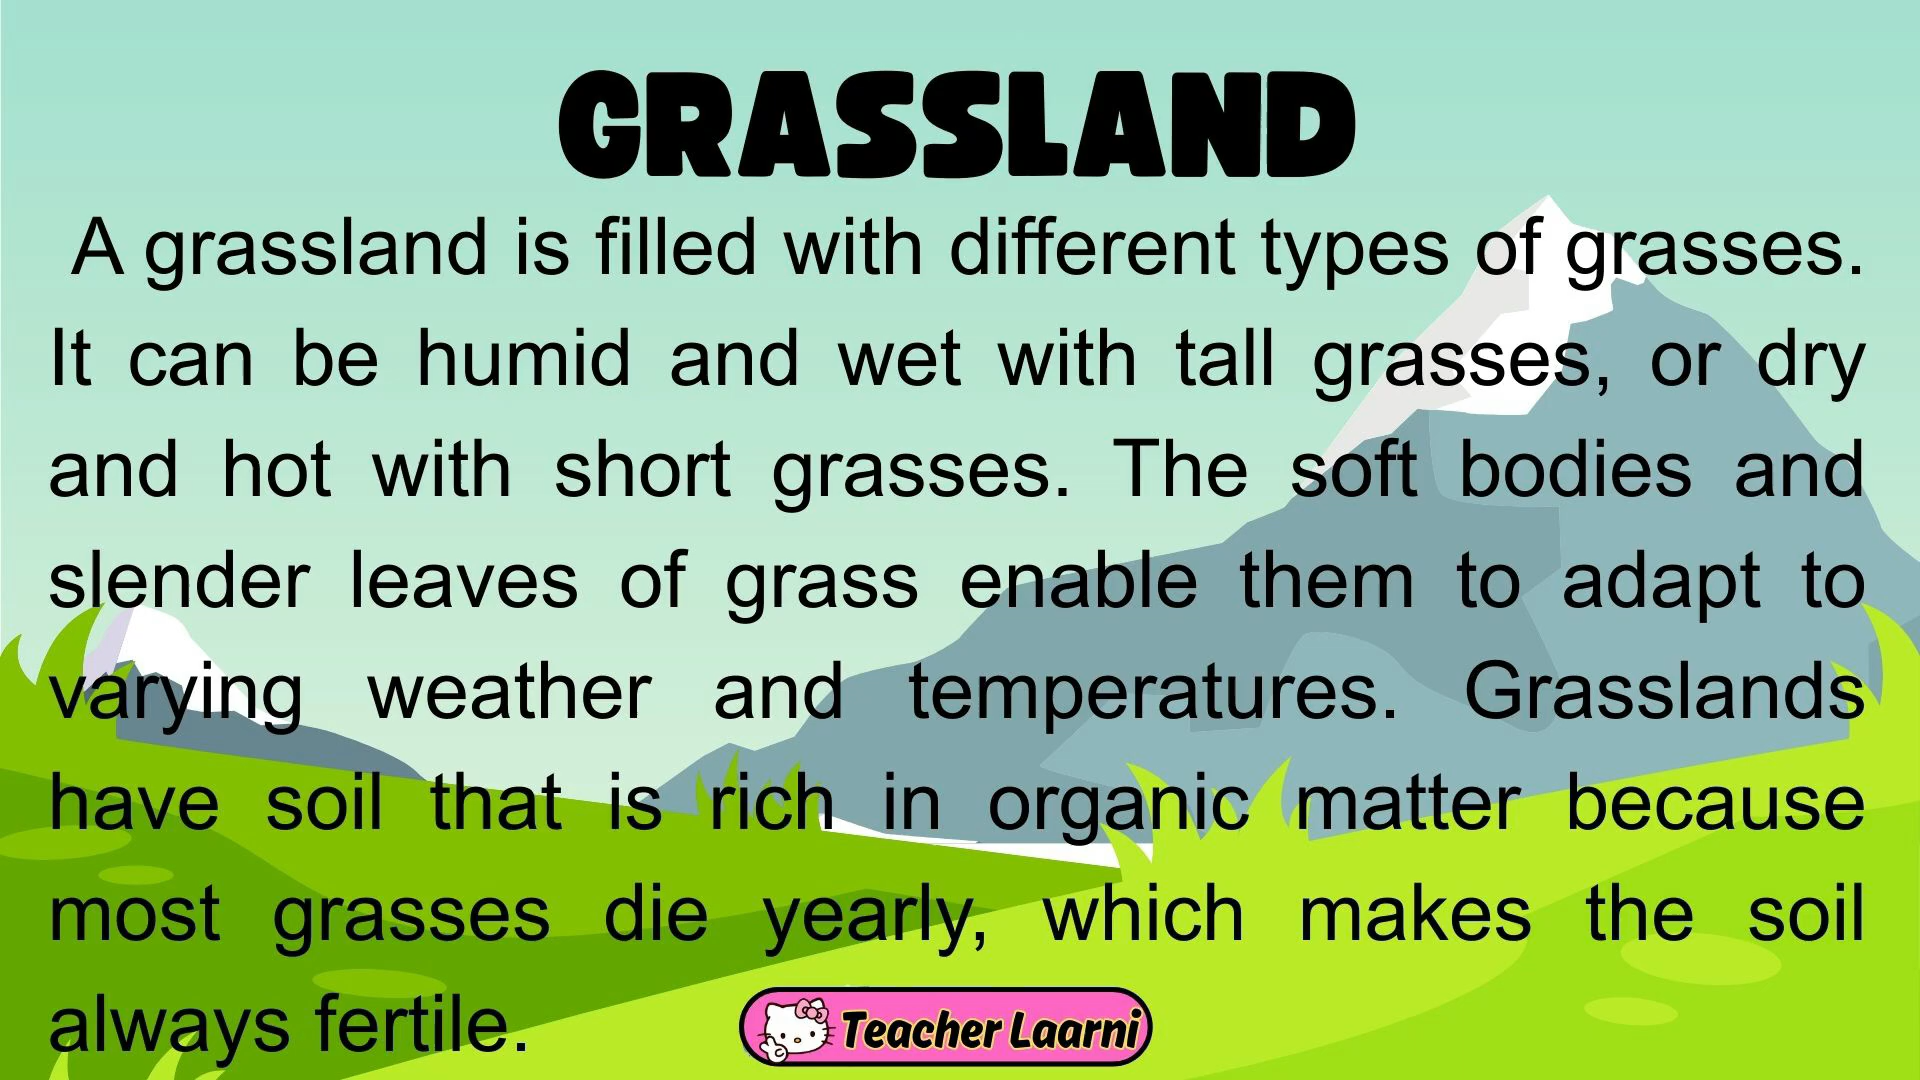 GRASSLAND
A grassland is filled with different types of grasses.
It can be humid and wet with tall grasses, or dry
and hot with short grasses. The soft bodies and
slender leaves of grass enable them to adapt to
varying weather and temperatures. Grasslands
have soil that is rich in organic matter because
most grasses die yearly, which makes the soil
always fertile.
Teacher Laarni